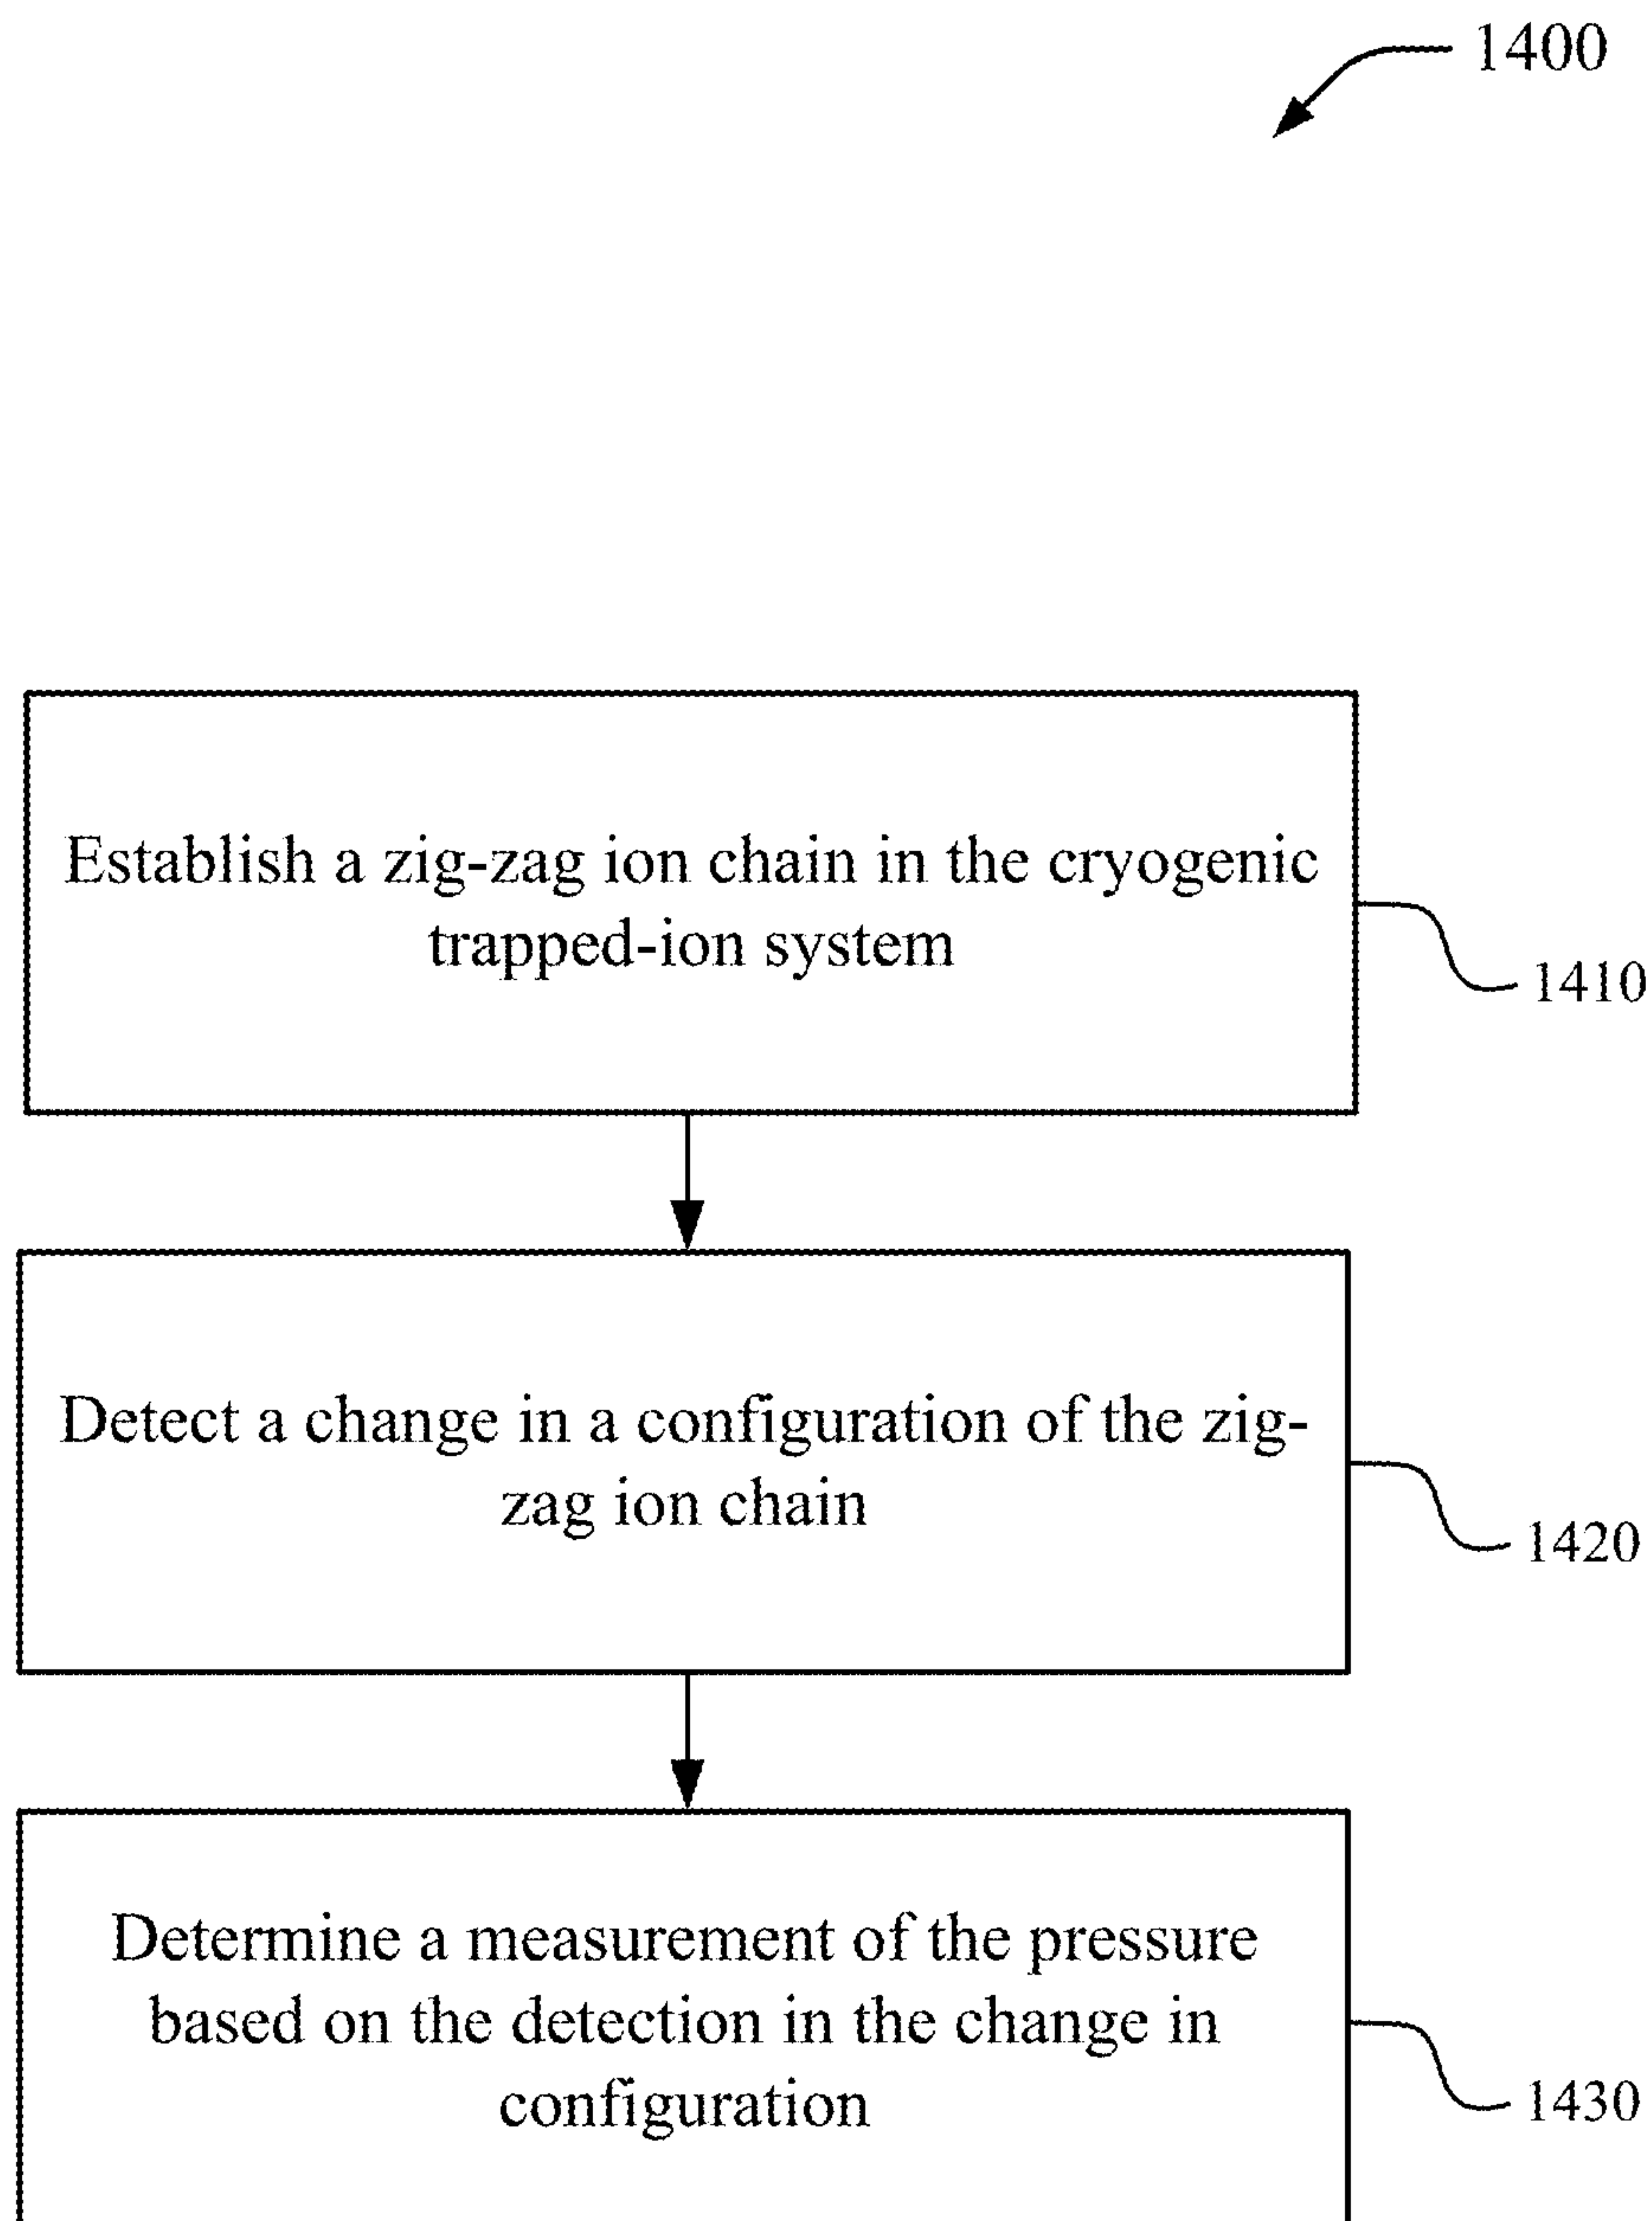 1400
Establish a zig-zag ion chain in the cryogenic
trapped-ion system
1410
Detect a change in a configuration of the zig-
zag ion chain
1420
Determine a measurement of the pressure
based on the detection in the change in
configuration
1430